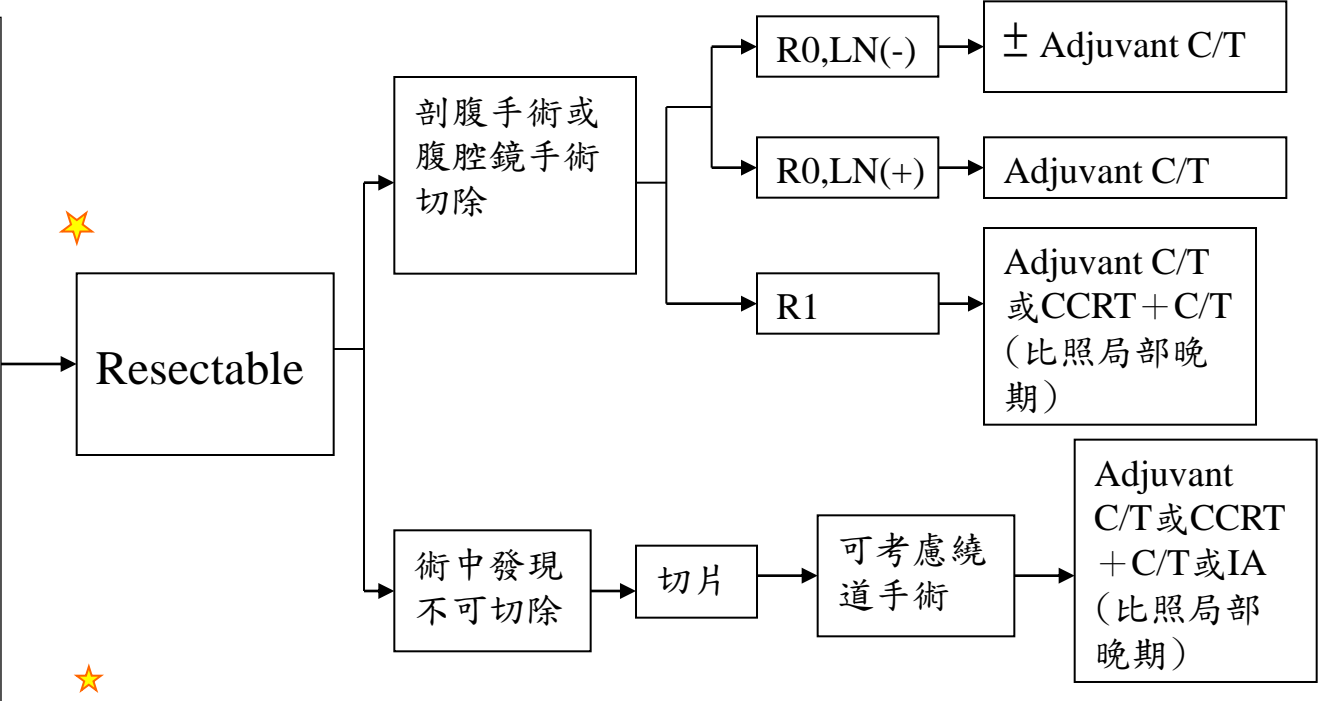 Resectable
剖腹手術或
腹腔鏡手術
切除
R0,LN(-)
± Adjuvant C/T
R0,LN(+)
Adjuvant C/T
R1
Adjuvant C/T
或CCRT＋C/T
（比照局部晚
期）
術中發現
不可切除
切片
可考慮繞
道手術
Adjuvant
C/T或CCRT
＋C/T或IA
（比照局部
晚期）